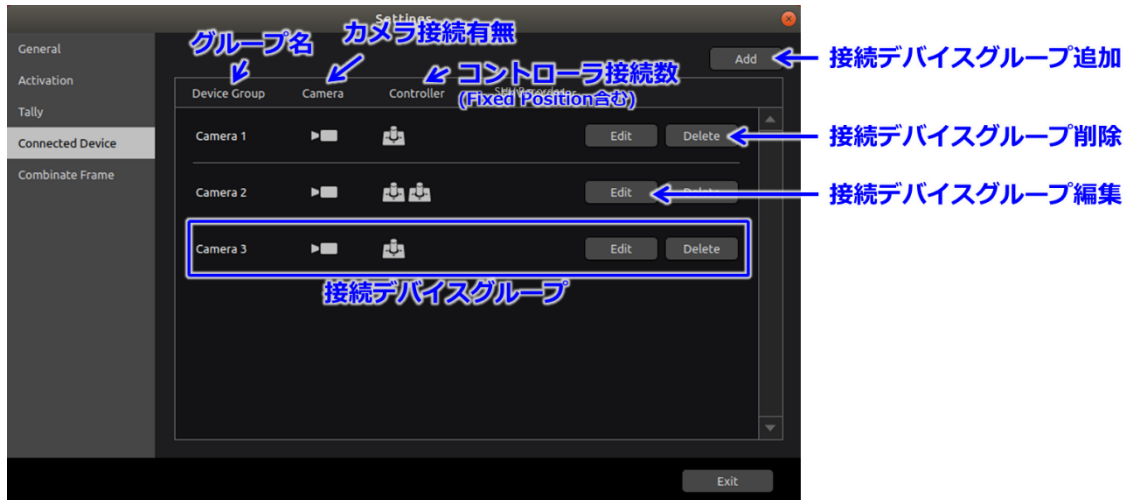 Settings
グループ名
カメラ接続有無
コントローラ接続数
(Fixed Position含む)
General
Activation
Tally
Connected Device
Combinate Frame
Add
接続デバイスグループ追加
Device Group Camera Controller
Camera 1 Edit Delete
接続デバイスグループ削除
Camera 2 Edit Delete
接続デバイスグループ編集
Camera 3 Edit Delete
接続デバイスグループ
Exit